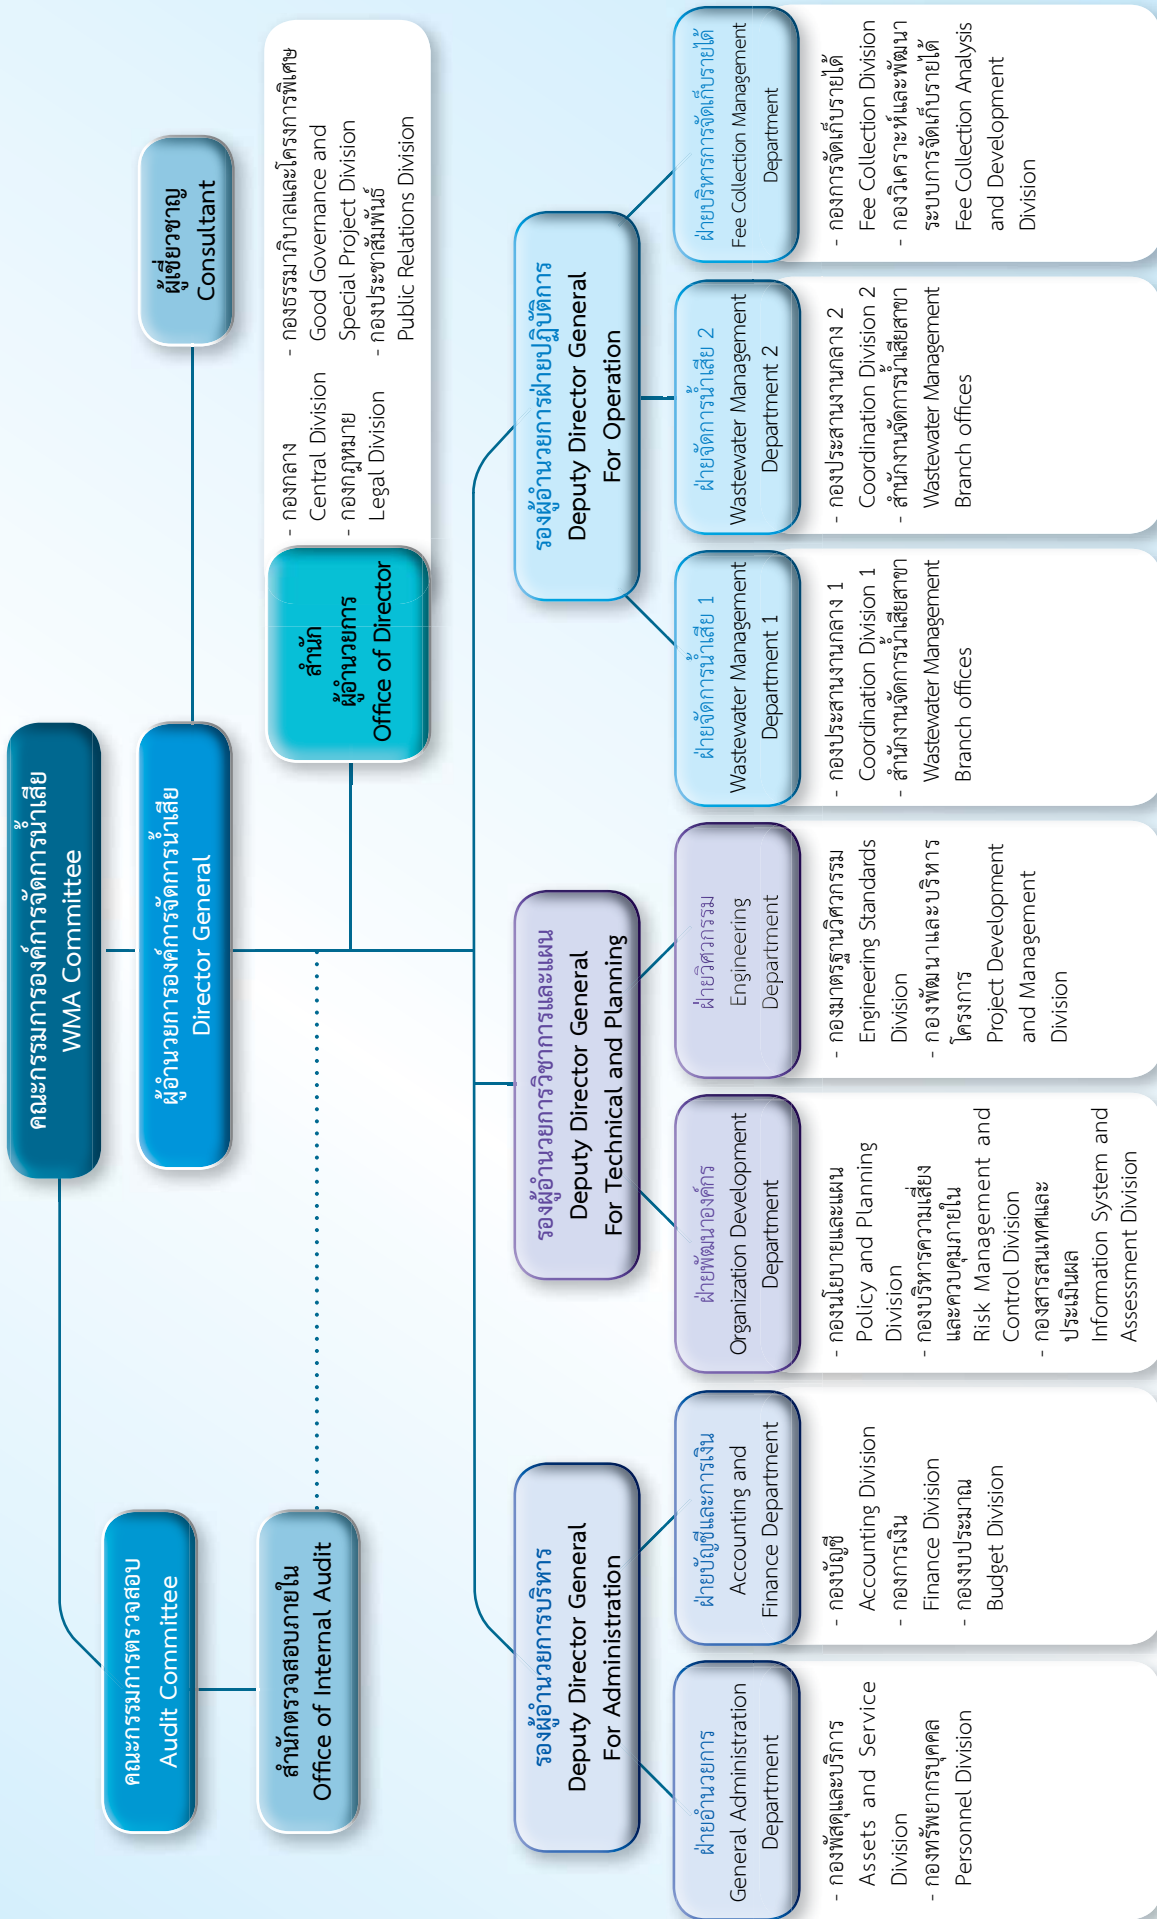 คณะกรรมการองค์การจัดการน้ำเสีย
WMA Committee
คณะกรรมการตรวจสอบ
Audit Committee
ผู้อำนวยการองค์การจัดการน้ำเสีย
Director General
ผู้เชี่ยวชาญ
Consultant
สำนักตรวจสอบภายใน
Office of Internal Audit
สำนัก
ผู้อำนวยการ
Office of Director
- กองกลาง
Central Division
- กองกฎหมาย
Legal Division
- กองธรรมาภิบาลและโครงการพิเศษ
Good Governance and
Special Project Division
- กองประชาสัมพันธ์
Public Relations Division
รองผู้อำนวยการบริหาร
Deputy Director General
For Administration
รองผู้อำนวยการวิชาการและแผน
Deputy Director General
For Technical and Planning
รองผู้อำนวยการฝ่ายปฏิบัติการ
Deputy Director General
For Operation
ฝ่ายอำนวยการ
General Administration
Department
- กองพัสดุและบริการ
Assets and Service
Division
- กองทรัพยากรบุคคล
Personnel Division
ฝ่ายบัญชีและการเงิน
Accounting and
Finance Department
- กองบัญชี
Accounting Division
- กองการเงิน
Finance Division
- กองงบประมาณ
Budget Division
ฝ่ายพัฒนาองค์กร
Organization Development
Department
- กองนโยบายและแผน
Policy and Planning
Division
- กองบริหารความเสี่ยง
และควบคุมภายใน
Risk Management and
Control Division
- กองสารสนเทศและ
ประเมินผล
Information System and
Assessment Division
ฝ่ายวิศวกรรม
Engineering
Department
- กองมาตรฐานวิศวกรรม
Engineering Standards
Division
- กองพัฒนาและบริหาร
โครงการ
Project Development
and Management
Division
ฝ่ายจัดการน้ำเสีย 1
Wastewater Management
Department 1
- กองประสานงานกลาง 1
Coordination Division 1
- สำนักงานจัดการน้ำเสียสาขา
Wastewater Management
Branch offices
ฝ่ายจัดการน้ำเสีย 2
Wastewater Management
Department 2
- กองประสานงานกลาง 2
Coordination Division 2
- สำนักงานจัดการน้ำเสียสาขา
Wastewater Management
Branch offices
ฝ่ายบริหารการจัดเก็บรายได้
Fee Collection Management
Department
- กองการจัดเก็บรายได้
Fee Collection Division
- กองวิเคราะห์และพัฒนา
ระบบการจัดเก็บรายได้
Fee Collection Analysis
and Development
Division